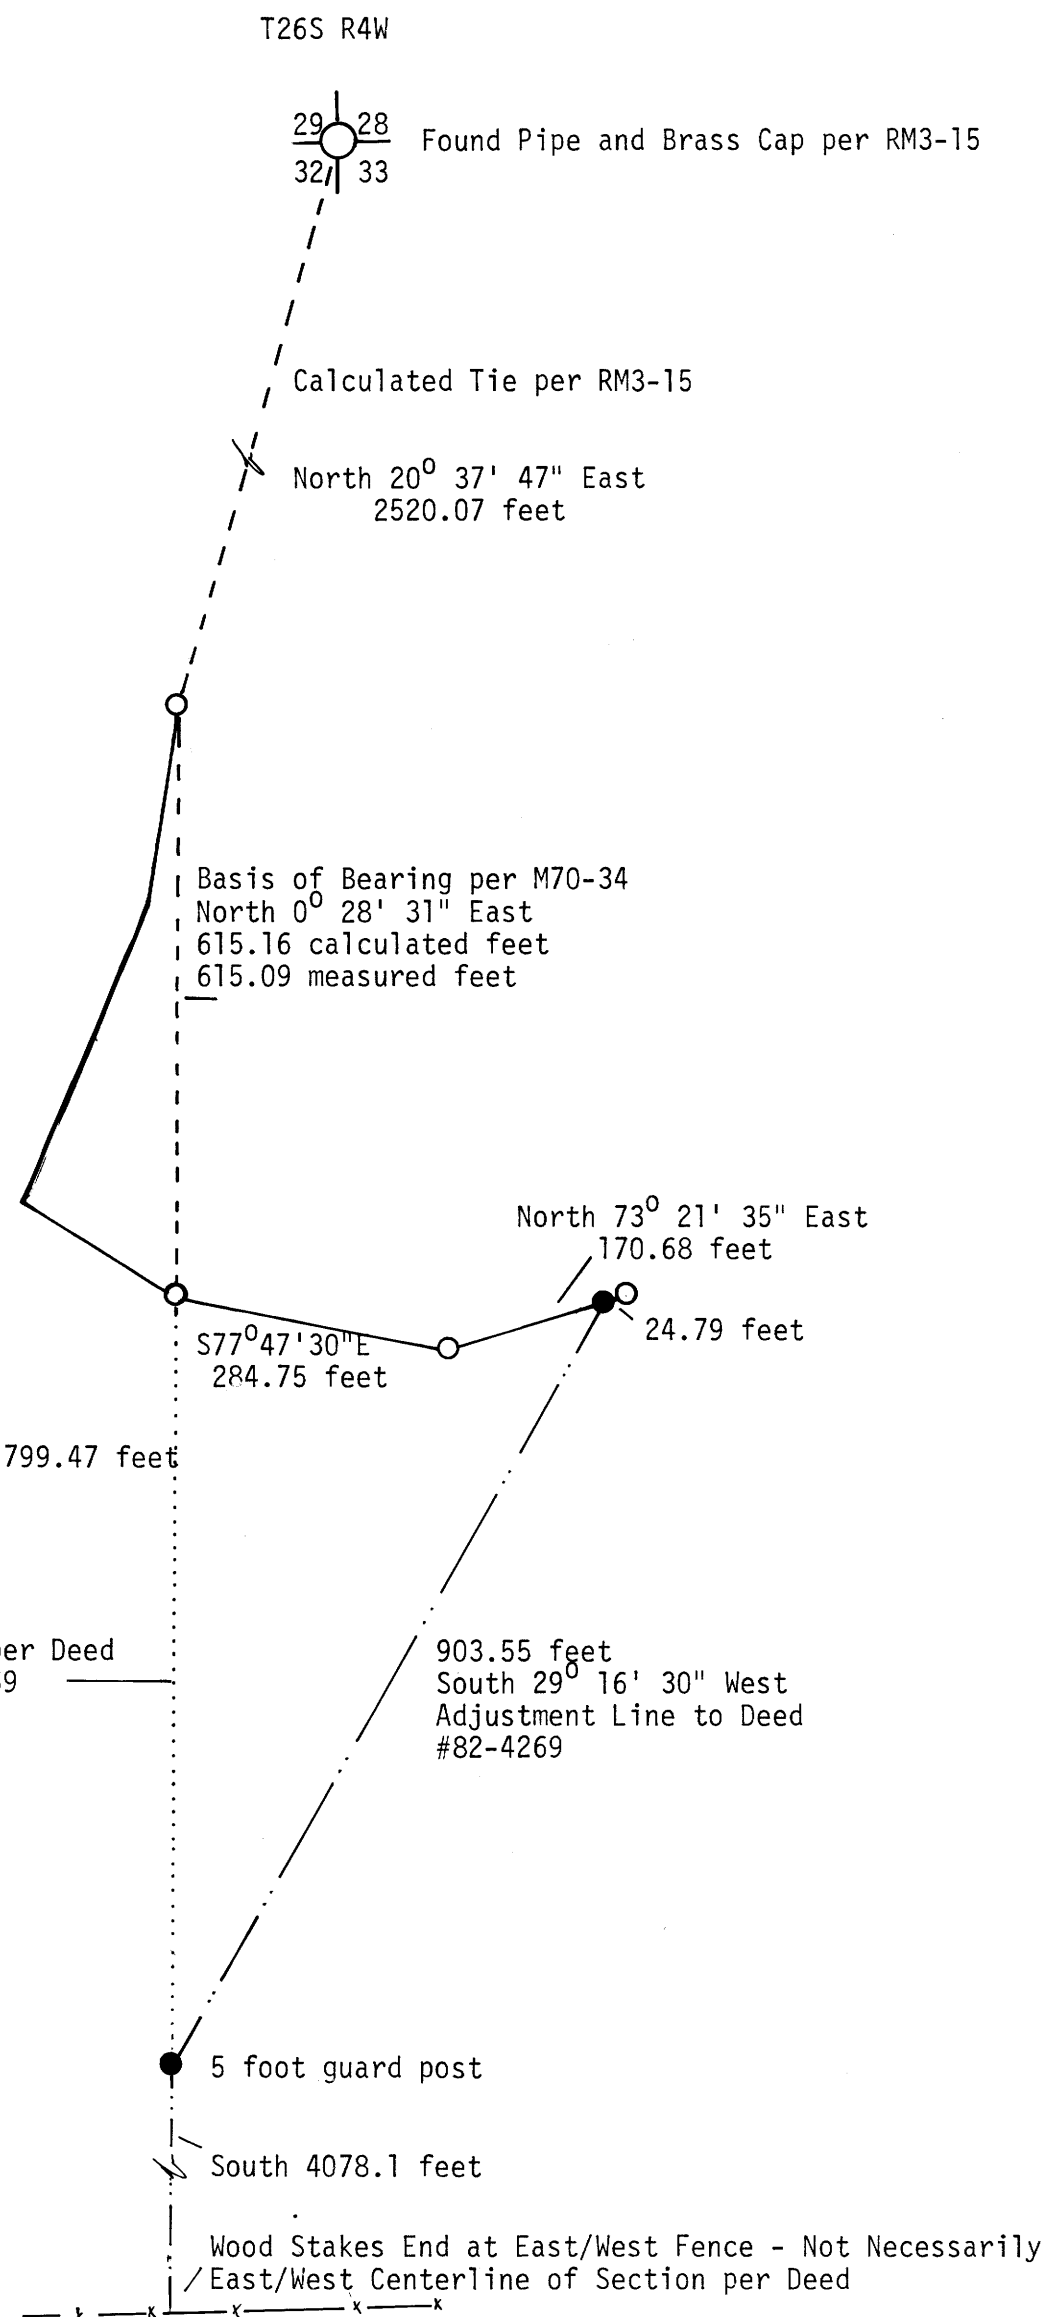 T26S R4W
29 28
32 33
Found Pipe and Brass Cap per RM3-15
Calculated Tie per RM3-15
North 20° 37' 47" East
2520.07 feet
Basis of Bearing per M70-34
North 0° 28' 31" East
615.16 calculated feet
615.09 measured feet
North 73° 21' 35" East
170.68 feet
24.79 feet
S77°47'30"E
284.75 feet
799.47 feet
er Deed
9
903.55 feet
South 29° 16' 30" West
Adjustment Line to Deed
#82-4269
5 foot guard post
South 4078.1 feet
Wood Stakes End at East/West Fence - Not Necessarily
East/West Centerline of Section per Deed